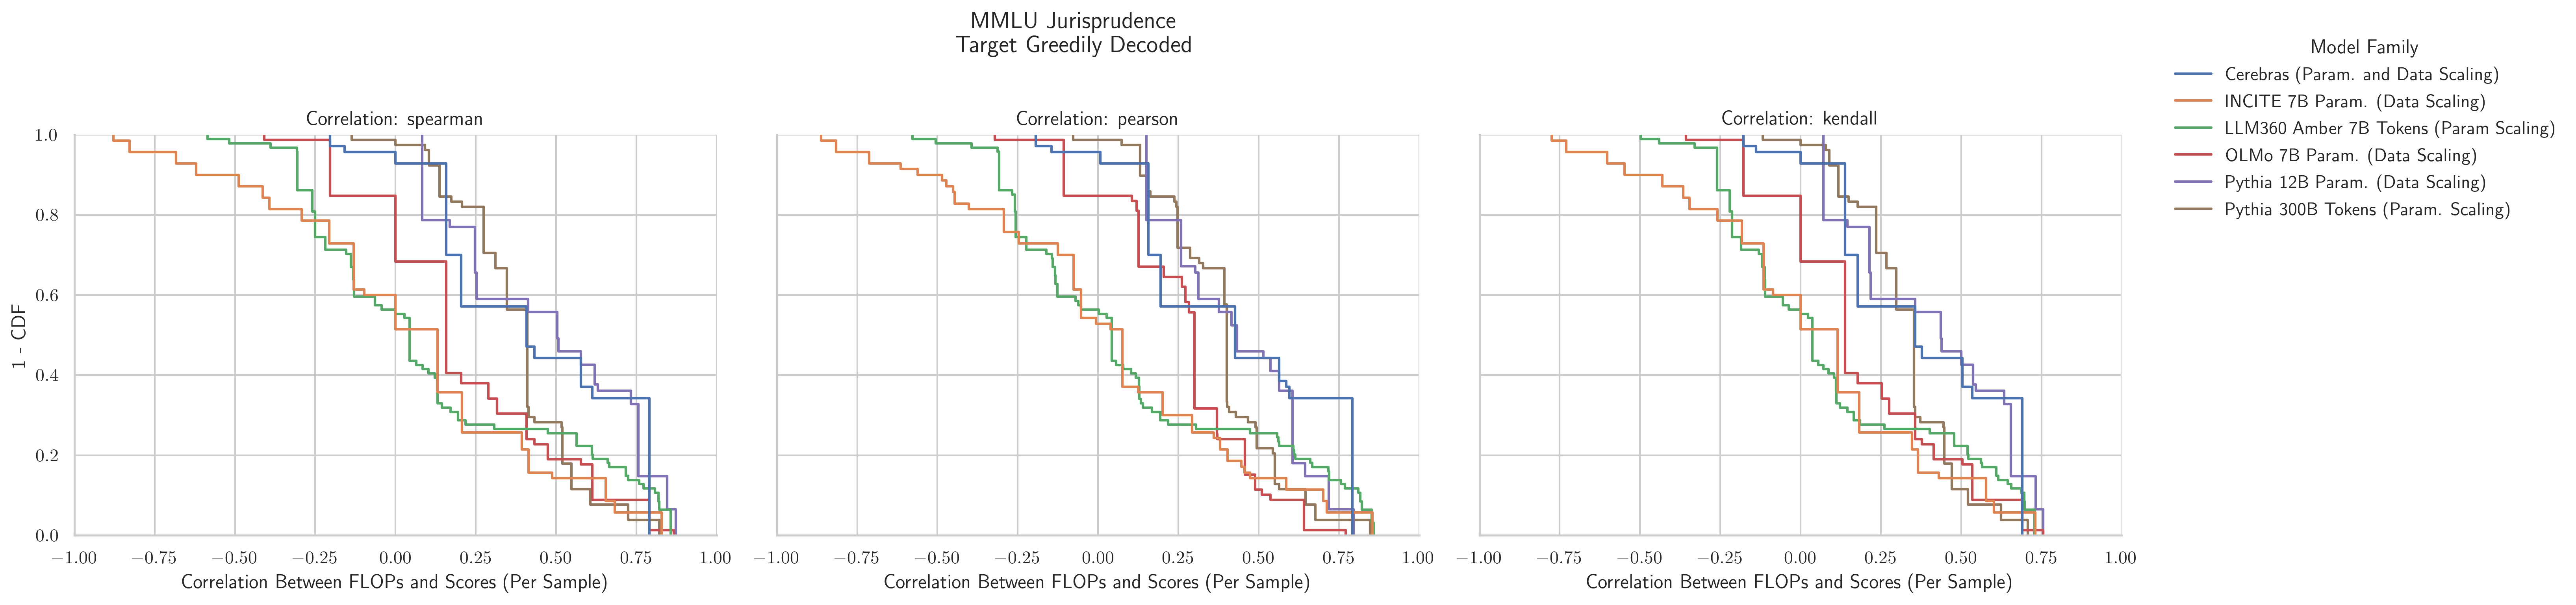 MMLU Jurisprudence
Target Greedily Decoded
Model Family
Cerebras (Param. and Data Scaling)
INCITE 7B Param. (Data Scaling)
LLM360 Amber 7B Tokens (Param Scaling)
OLMo 7B Param. (Data Scaling)
Pythia 12B Param. (Data Scaling)
Pythia 300B Tokens (Param. Scaling)
Correlation: spearman
1.0
0.8
0.6
0.4
0.2
0.0
1 - CDF
−1.00 −0.75 −0.50 −0.25 0.00 0.25 0.50 0.75 1.00
Correlation Between FLOPs and Scores (Per Sample)
Correlation: pearson
−1.00 −0.75 −0.50 −0.25 0.00 0.25 0.50 0.75 1.00
Correlation Between FLOPs and Scores (Per Sample)
Correlation: kendall
−1.00 −0.75 −0.50 −0.25 0.00 0.25 0.50 0.75 1.00
Correlation Between FLOPs and Scores (Per Sample)